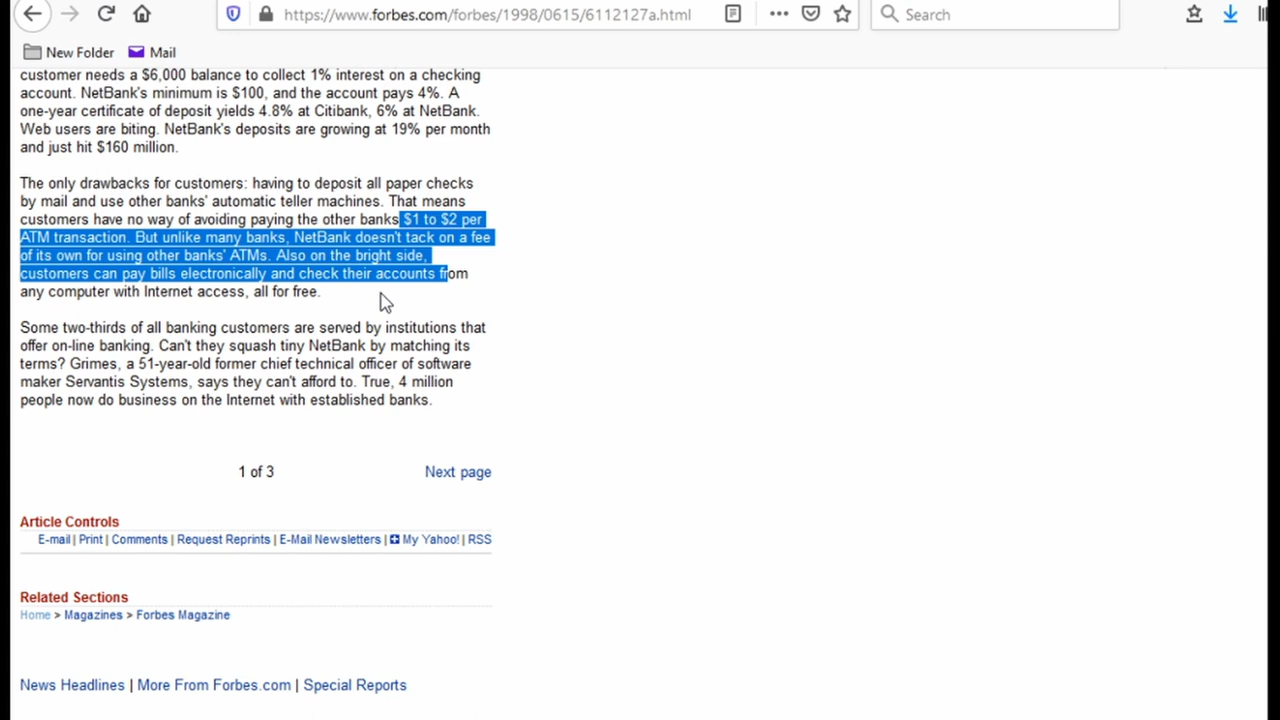 https://www.forbes.com/forbes/1998/0615/6112127a.html
Search
New Folder
Mail
customer needs a $6,000 balance to collect 1% interest on a checking
account. NetBank's minimum is $100, and the account pays 4%. A
one-year certificate of deposit yields 4.8% at Citibank, 6% at NetBank.
Web users are biting. NetBank's deposits are growing at 19% per month
and just hit $160 million.
The only drawbacks for customers: having to deposit all paper checks
by mail and use other banks' automatic teller machines. That means
customers have no way of avoiding paying the other banks $1 to $2 per
ATM transaction. But unlike many banks, NetBank doesn't tack on a fee
of its own for using other banks' ATMs. Also on the bright side,
customers can pay bills electronically and check their accounts from
any computer with Internet access, all for free.
Some two-thirds of all banking customers are served by institutions that
offer on-line banking. Can't they squash tiny NetBank by matching its
terms? Grimes, a 51-year-old former chief technical officer of software
maker Servantis Systems, says they can't afford to. True, 4 million
people now do business on the Internet with established banks.
1 of 3
Next page
Article Controls
E-mail | Print | Comments | Request Reprints | E-Mail Newsletters | My Yahoo! | RSS
Related Sections
Home > Magazines > Forbes Magazine
News Headlines | More From Forbes.com | Special Reports